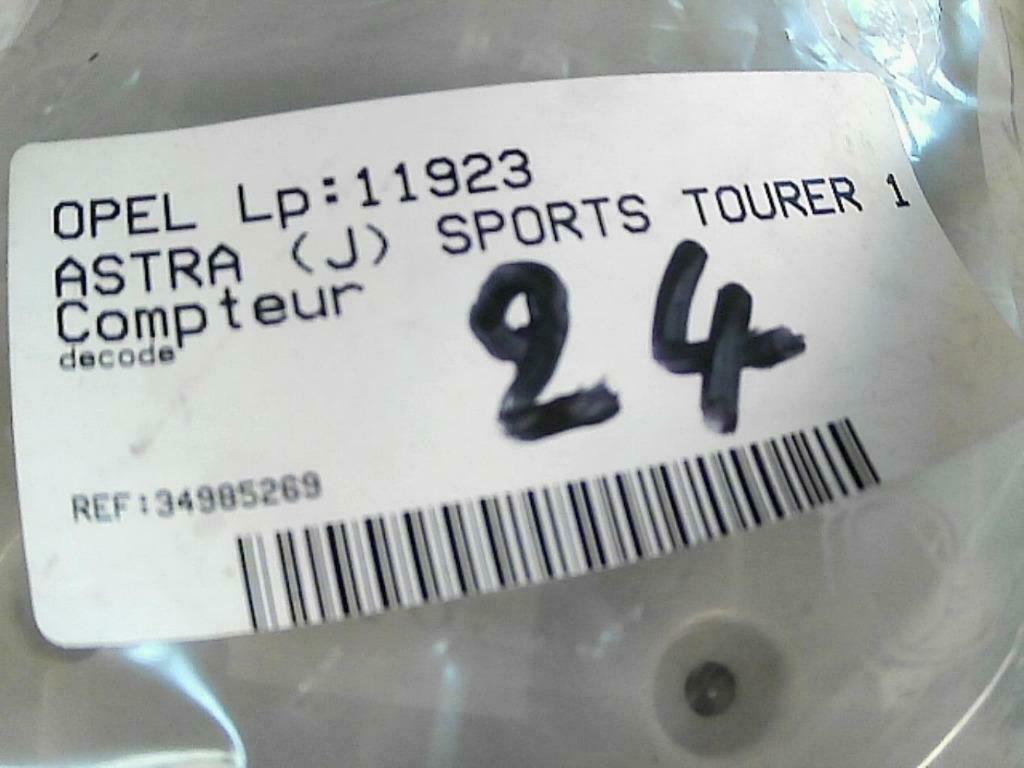 OPEL Lp:11923
ASTRA (J) SPORTS TOURER 1
Compteur
decode
24
REF:34985269